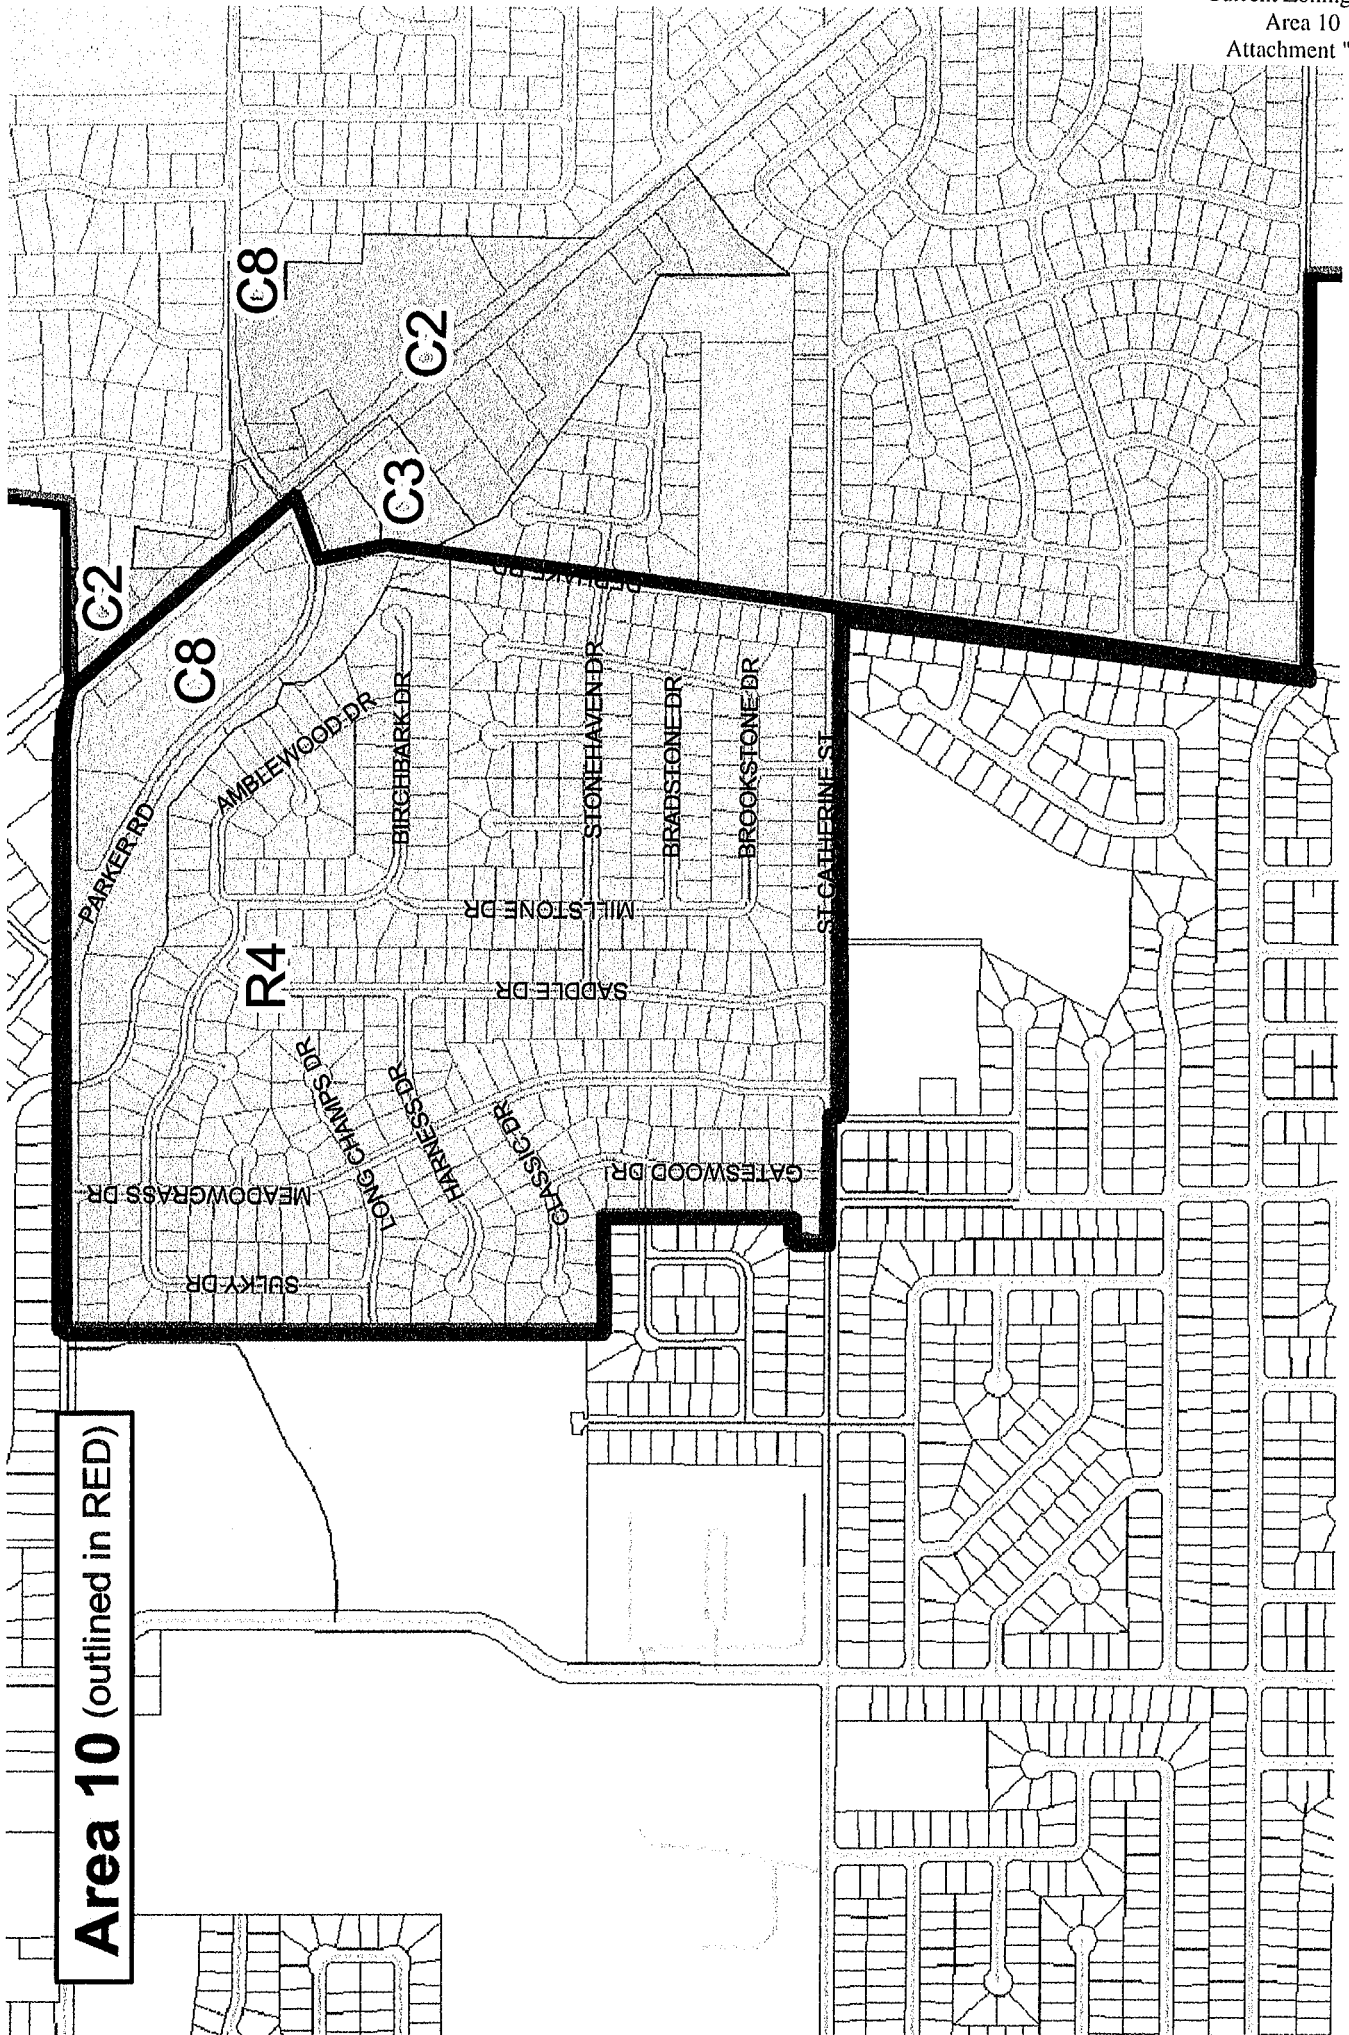 Area 10
Attachment "
Area 10 (outlined in RED)
C8
C2
C3
C2
C8
R4
PARKER RD
AMBLEWOOD DR
BIRCHBARK DR
STONEHAVEN DR
BRADSTONE DR
BROOKSTONE DR
ST CATHERINE ST
MILLSTONE DR
SADDLE DR
LONG CHAMPS DR
HARNESS DR
CLASSIC DR
GATESWOOD DR
MEADOWGRASS DR
SULKY DR